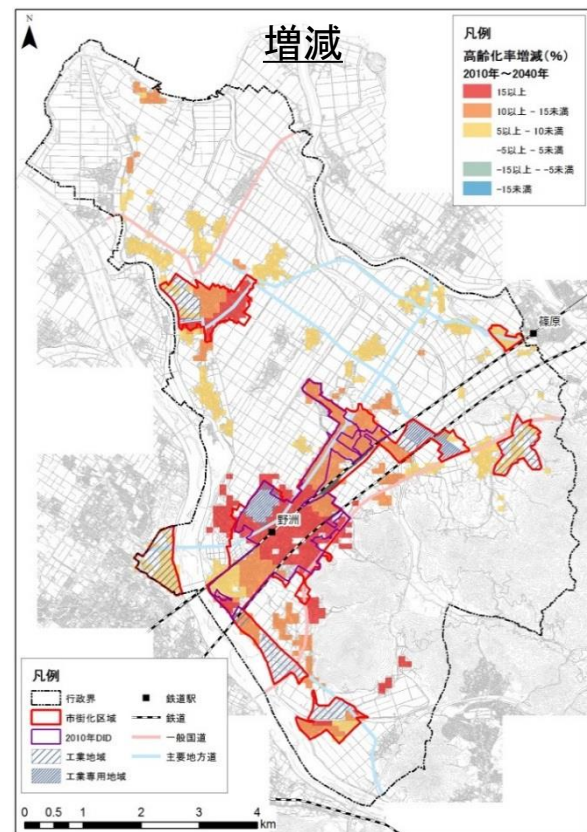 N
増減
凡例
高齢化率増減(%)
2010年～2040年
15以上
10以上 - 15未満
5以上 - 10未満
-5以上 - 5未満
-15以上 - -5未満
-15未満
篠原
野洲
凡例
行政界
鉄道駅
市街化区域
鉄道
2010年DID
一般国道
工業地域
主要地方道
工業専用地域
0 0.5 1 2 3 4
km